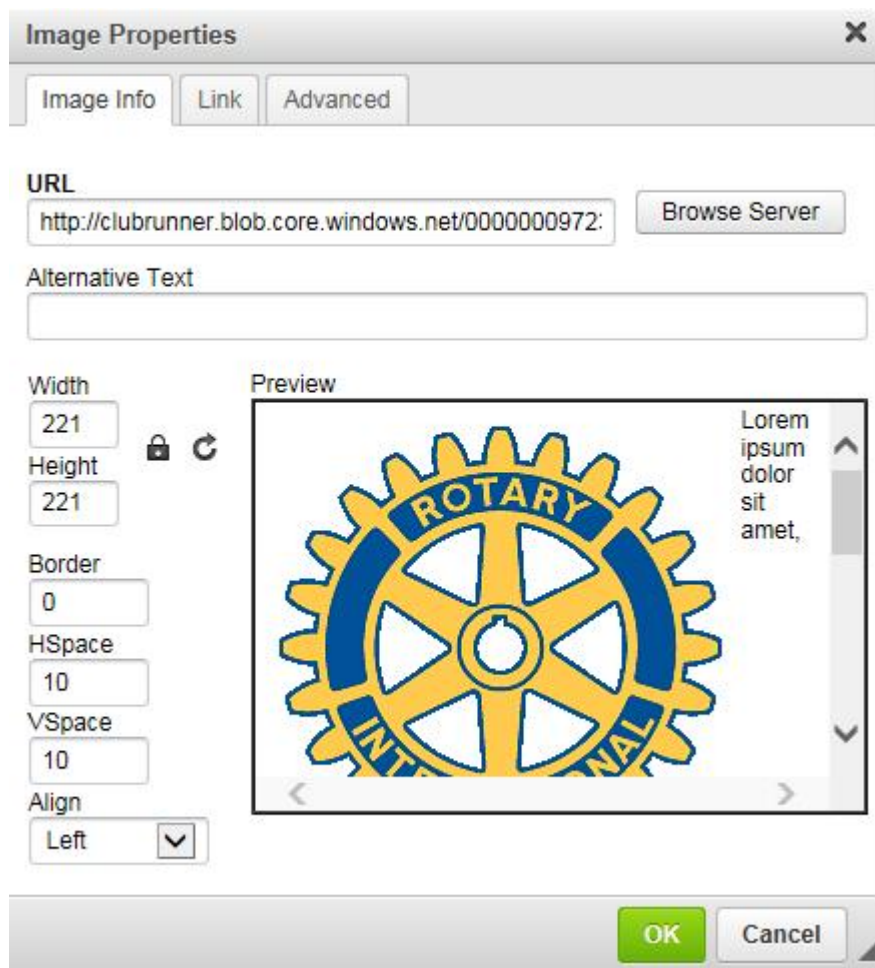 Image Properties
Image Info Link Advanced
URL
http://clubrunner.blob.core.windows.net/0000000972
Browse Server
Alternative Text
Width
221
Height
221
Border
0
HSpace
10
VSpace
10
Align
Left
Preview
ROTARY
Lorem
ipsum
dolor
sit
amet,
OK Cancel